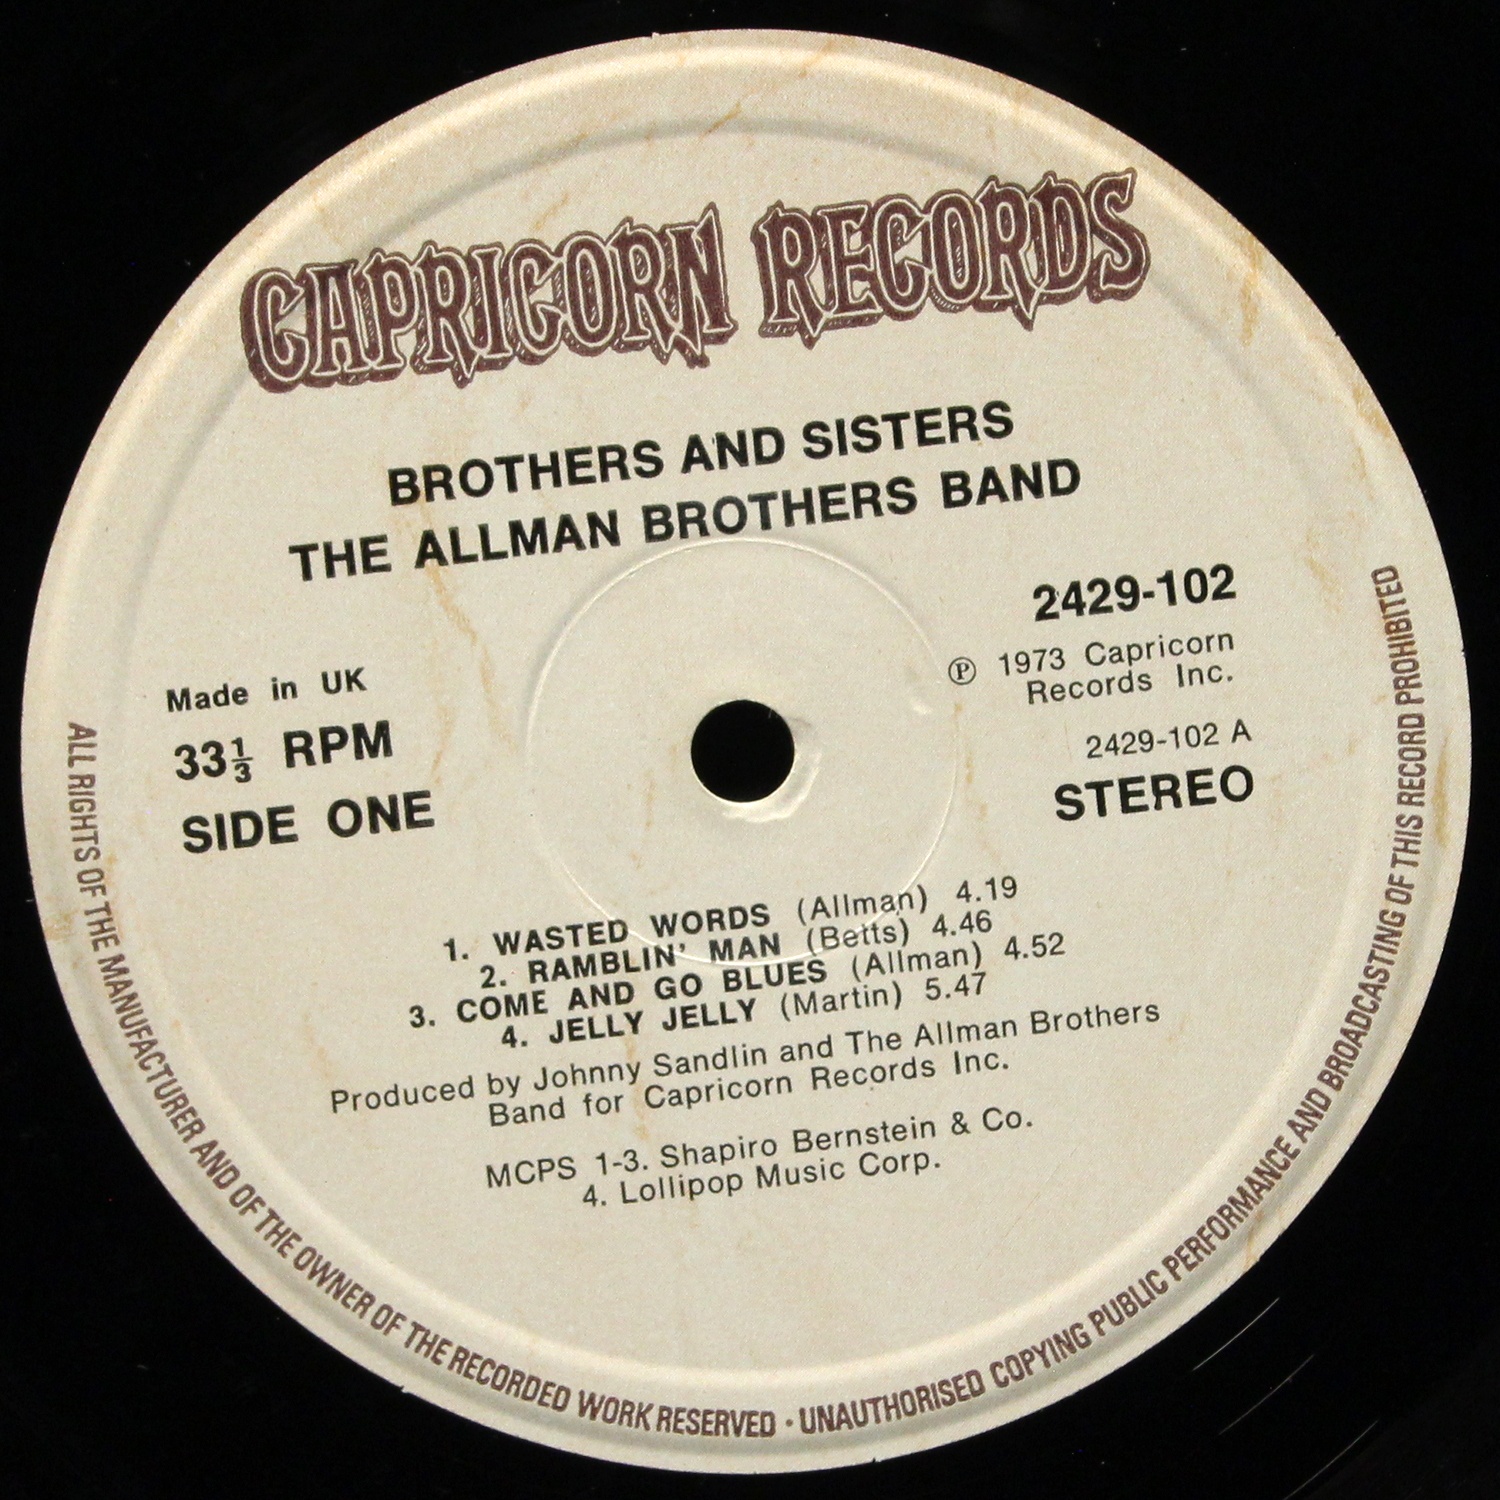 CAPRICORN RECORDS
BROTHERS AND SISTERS
THE ALLMAN BROTHERS BAND
2429-102
Ⓟ 1973 Capricorn
Records Inc.
Made in UK
33⅓ RPM
2429-102 A
SIDE ONE
STEREO
1. WASTED WORDS (Allman) 4.19
2. RAMBLIN' MAN (Betts) 4.46
3. COME AND GO BLUES (Allman) 4.52
4. JELLY JELLY (Martin) 5.47
Produced by Johnny Sandlin and The Allman Brothers
Band for Capricorn Records Inc.
MCPS 1-3. Shapiro Bernstein & Co.
4. Lollipop Music Corp.
ALL RIGHTS OF THE MANUFACTURER AND OF THE OWNER OF THE RECORDED WORK RESERVED · UNAUTHORISED COPYING PUBLIC PERFORMANCE AND BROADCASTING OF THIS RECORD PROHIBITED